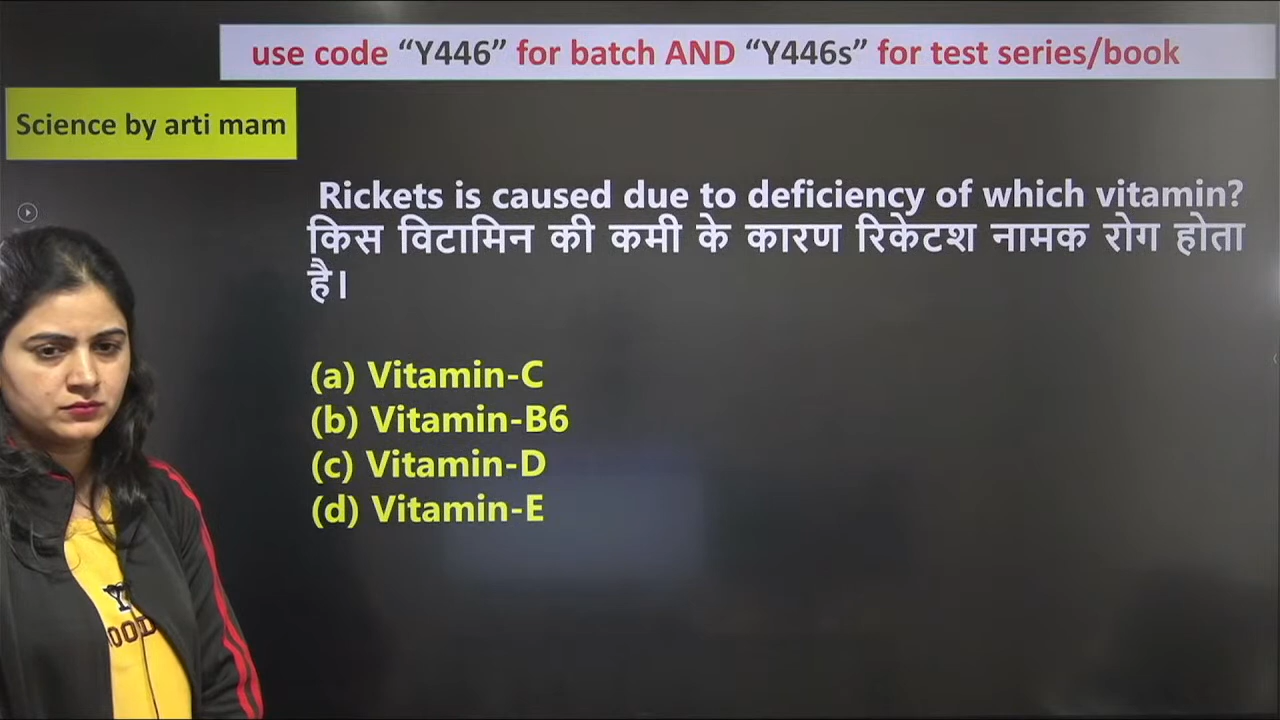 use code “Y446” for batch AND “Y446s” for test series/book
Science by arti mam
Rickets is caused due to deficiency of which vitamin?
किस विटामिन की कमी के कारण रिकेटश नामक रोग होता
है।
(a) Vitamin-C
(b) Vitamin-B6
(c) Vitamin-D
(d) Vitamin-E